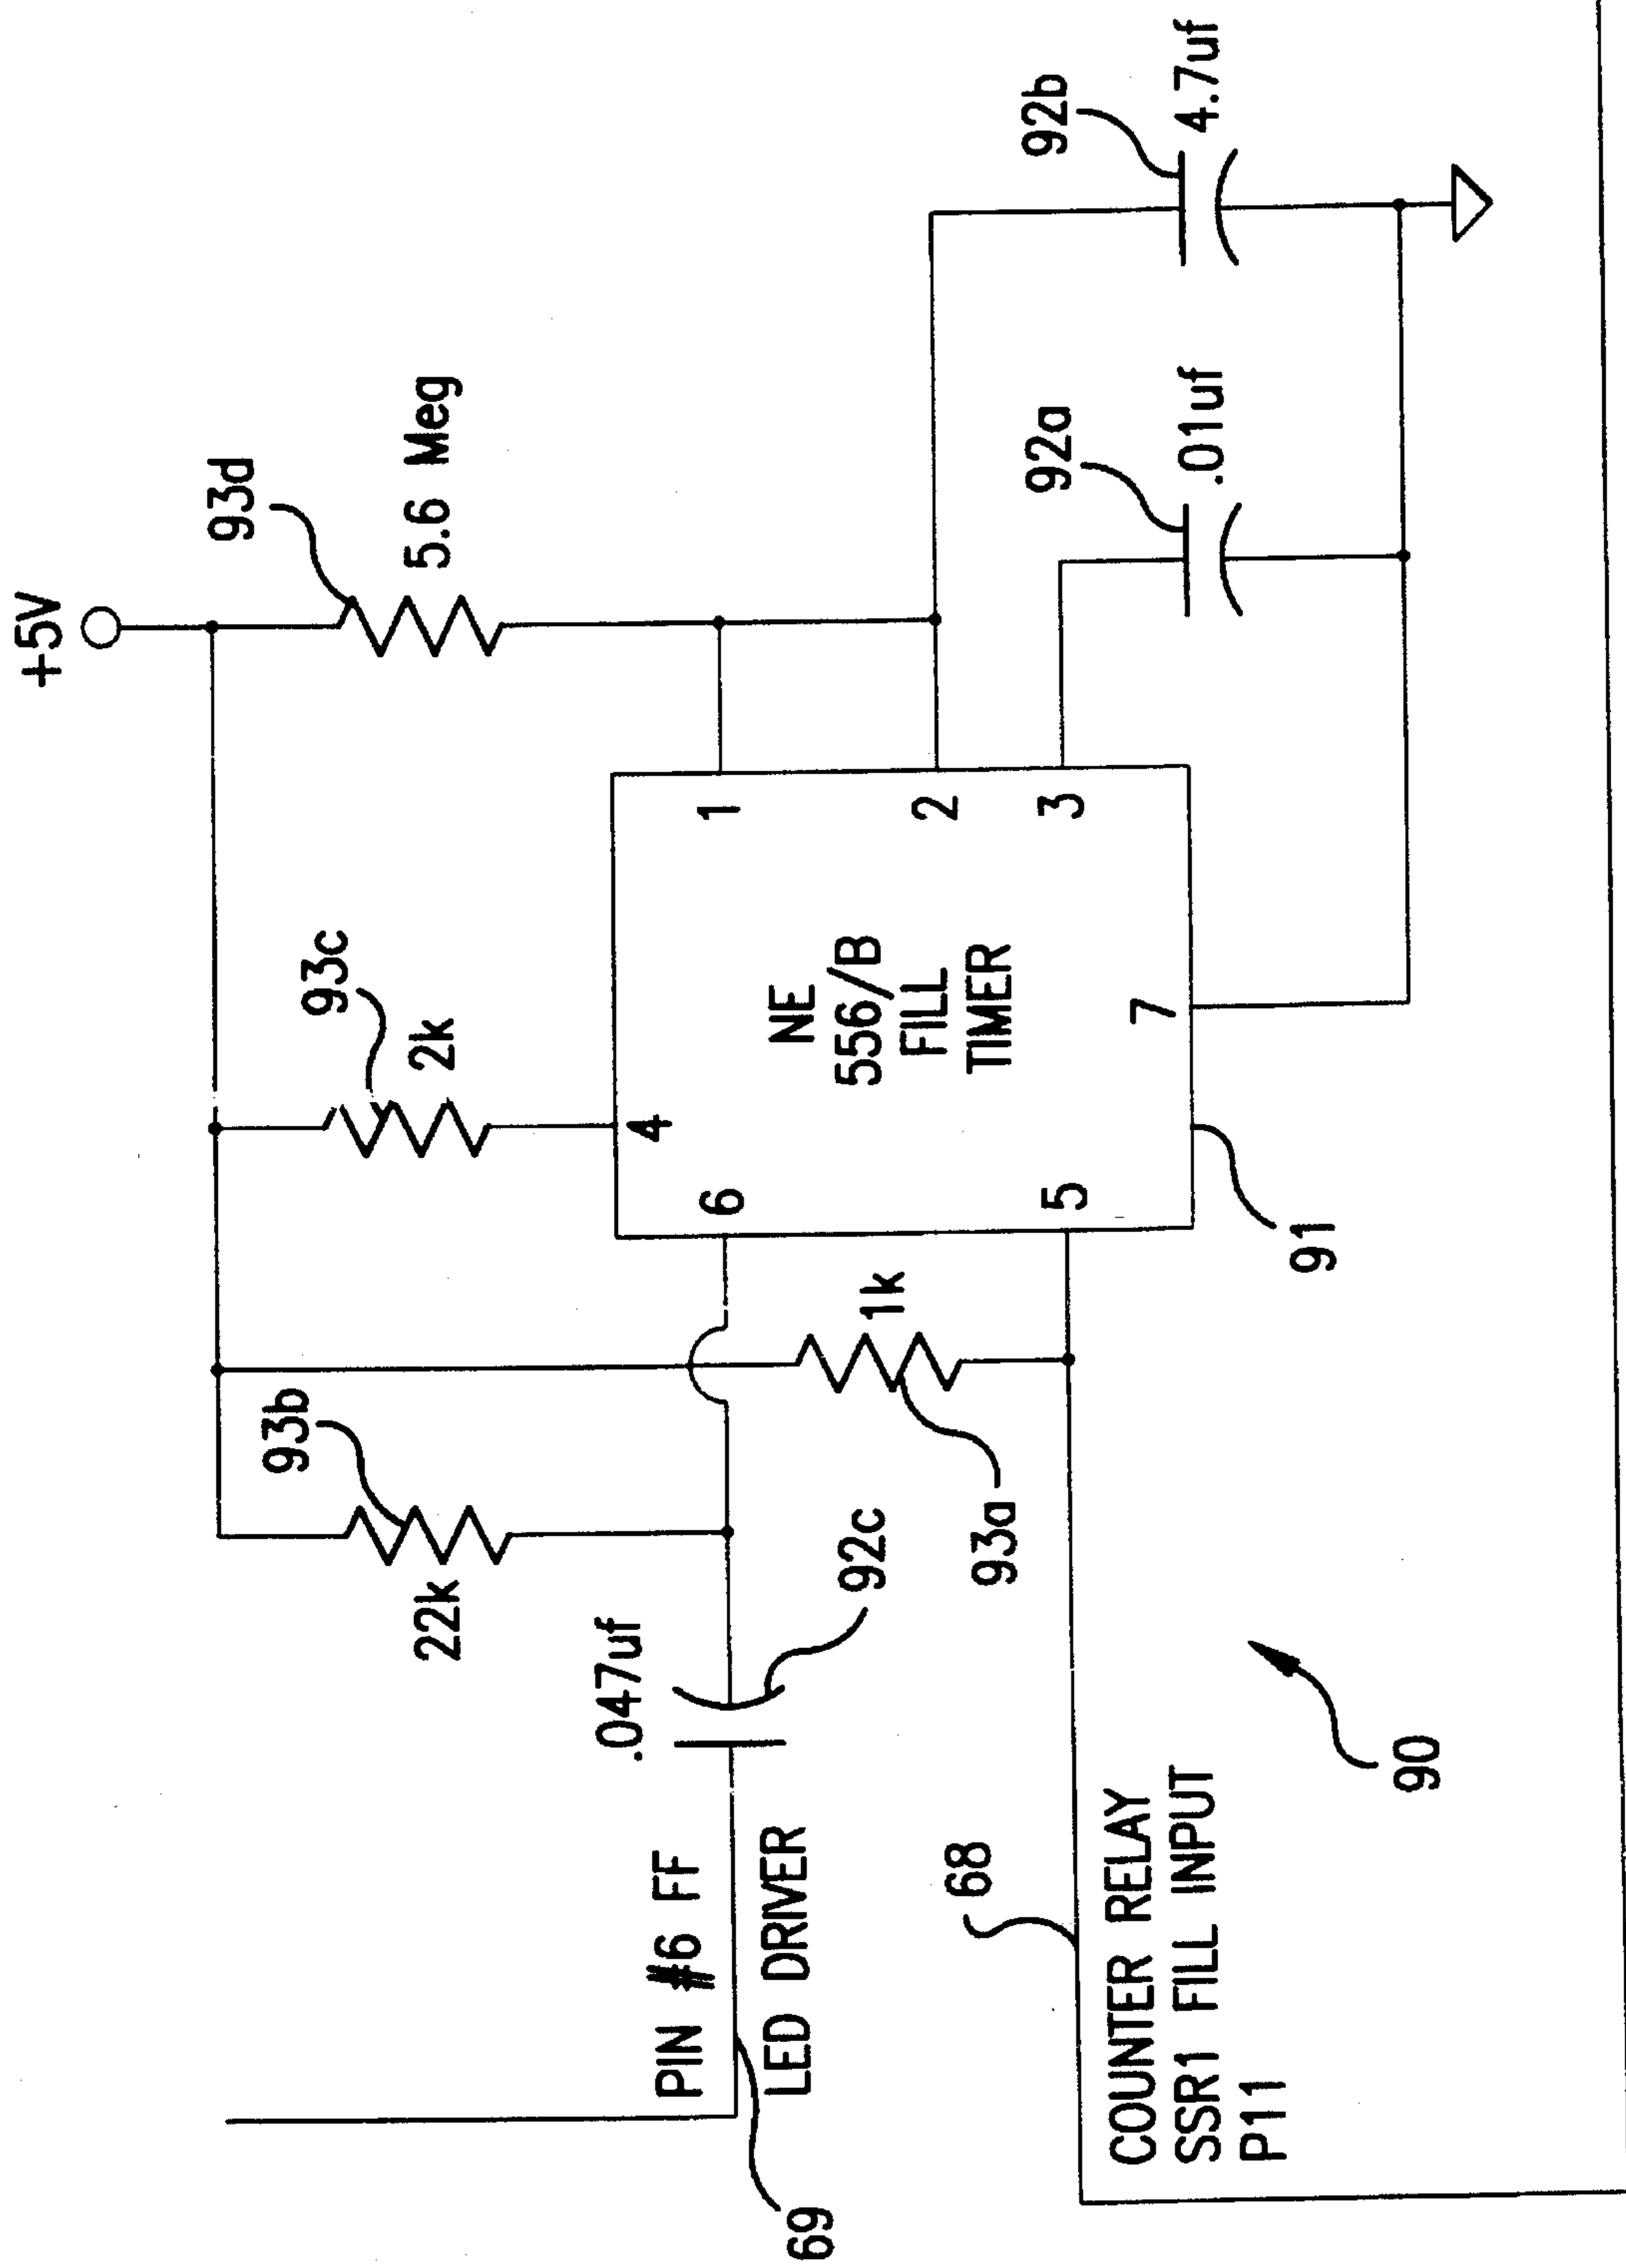 +5V
93d
5.6 Meg
93c
2k
93b
22k
.047uf
92c
93a
1k
6
4
1
2
3
5
7
NE
556/B
FILL
TIMER
91
92a
.01uf
92b
4.7uf
PIN #6 FF
LED DRIVER
69
68
COUNTER RELAY
SSR1 FILL INPUT
P11
90